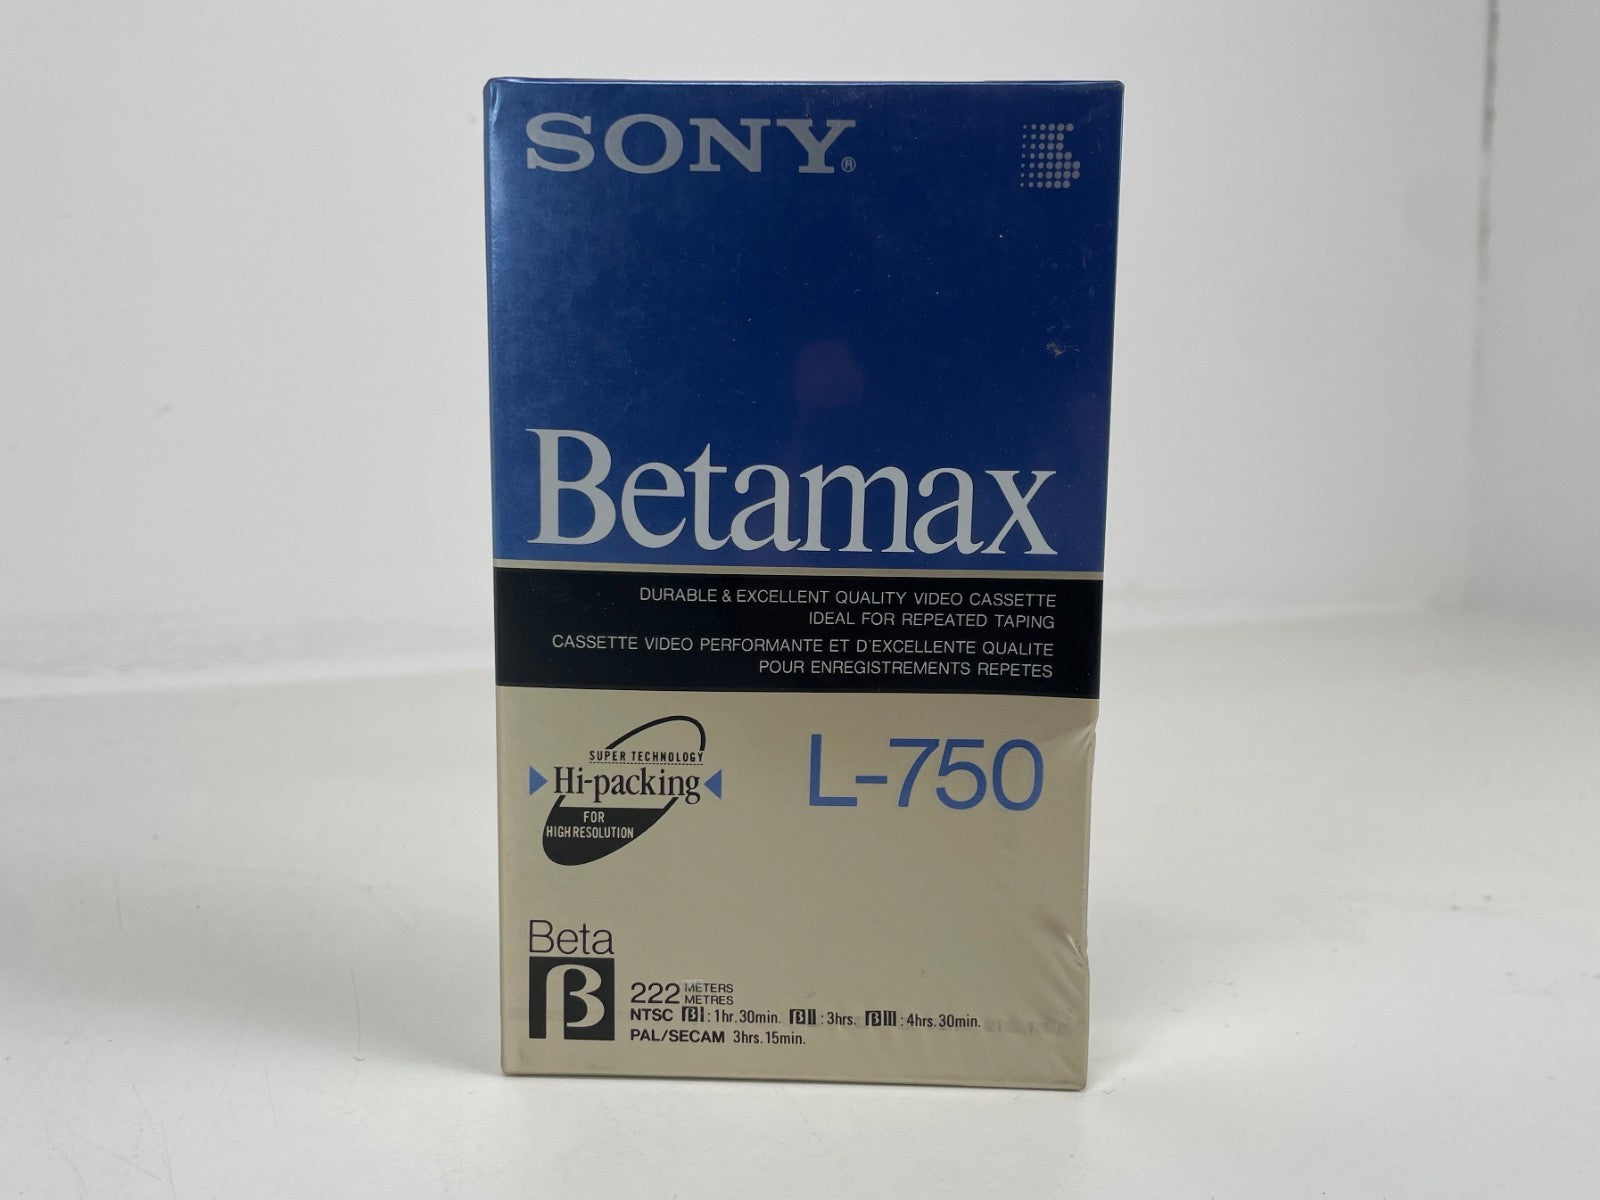 SONY®
Betamax
DURABLE & EXCELLENT QUALITY VIDEO CASSETTE
IDEAL FOR REPEATED TAPING
CASSETTE VIDEO PERFORMANTE ET D'EXCELLENTE QUALITE
POUR ENREGISTREMENTS REPETES
SUPER TECHNOLOGY
Hi-packing
FOR
HIGH RESOLUTION
L-750
Beta
β
222 METERS
METRES
NTSC βI : 1hr. 30min. βII : 3hrs. βIII : 4hrs. 30min.
PAL/SECAM 3hrs. 15min.